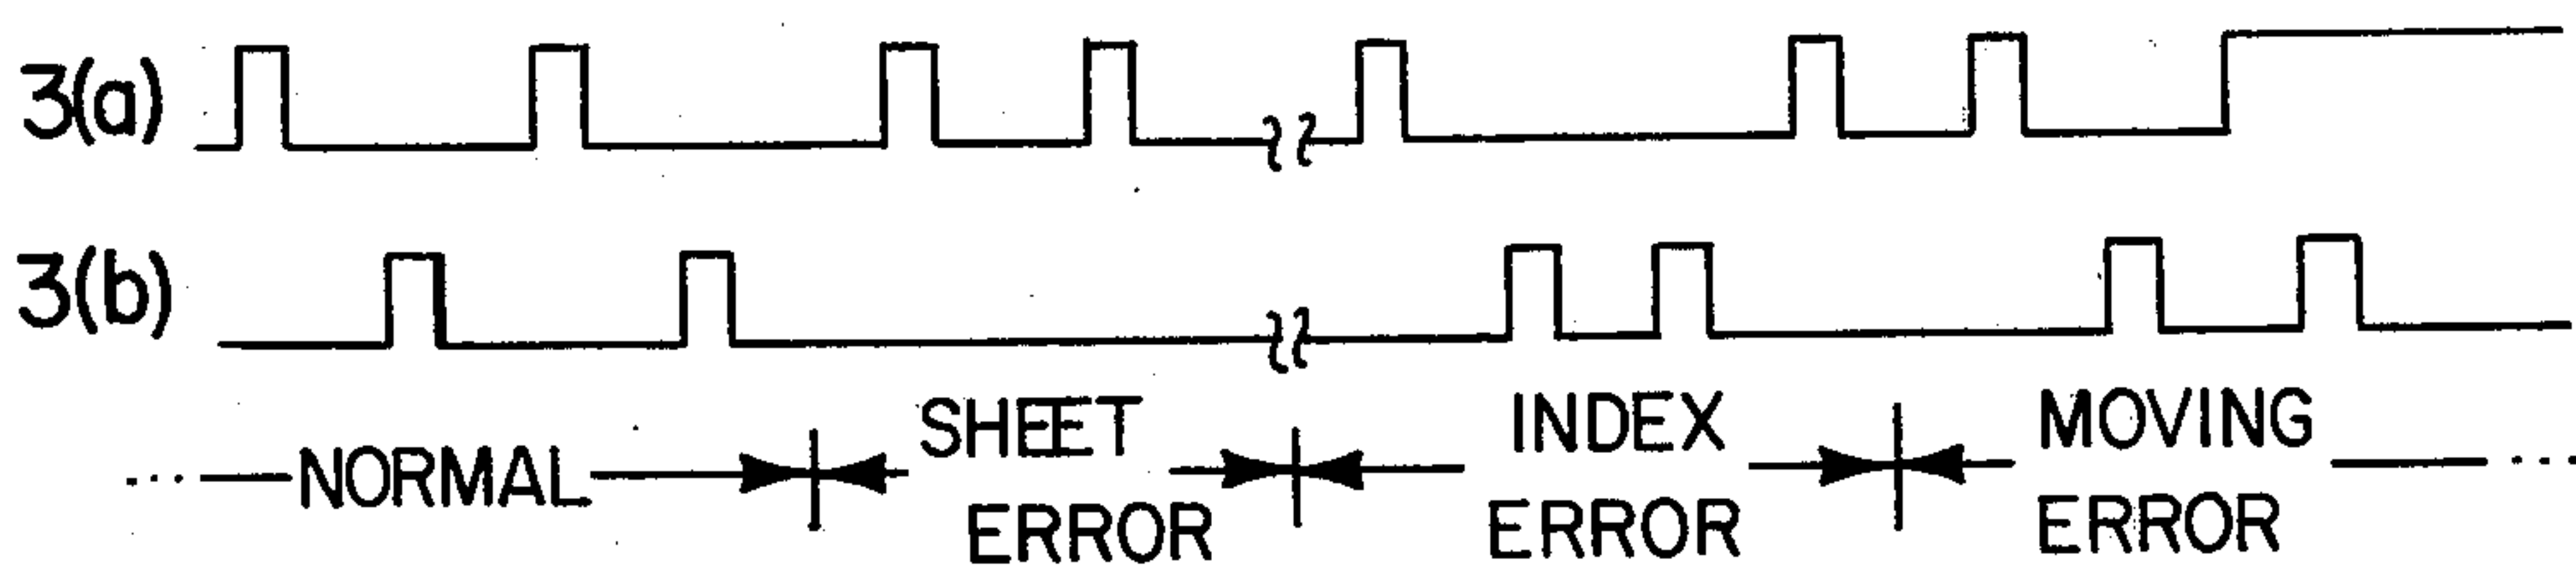 3(a)
3(b)
NORMAL
SHEET
ERROR
INDEX
ERROR
MOVING
ERROR